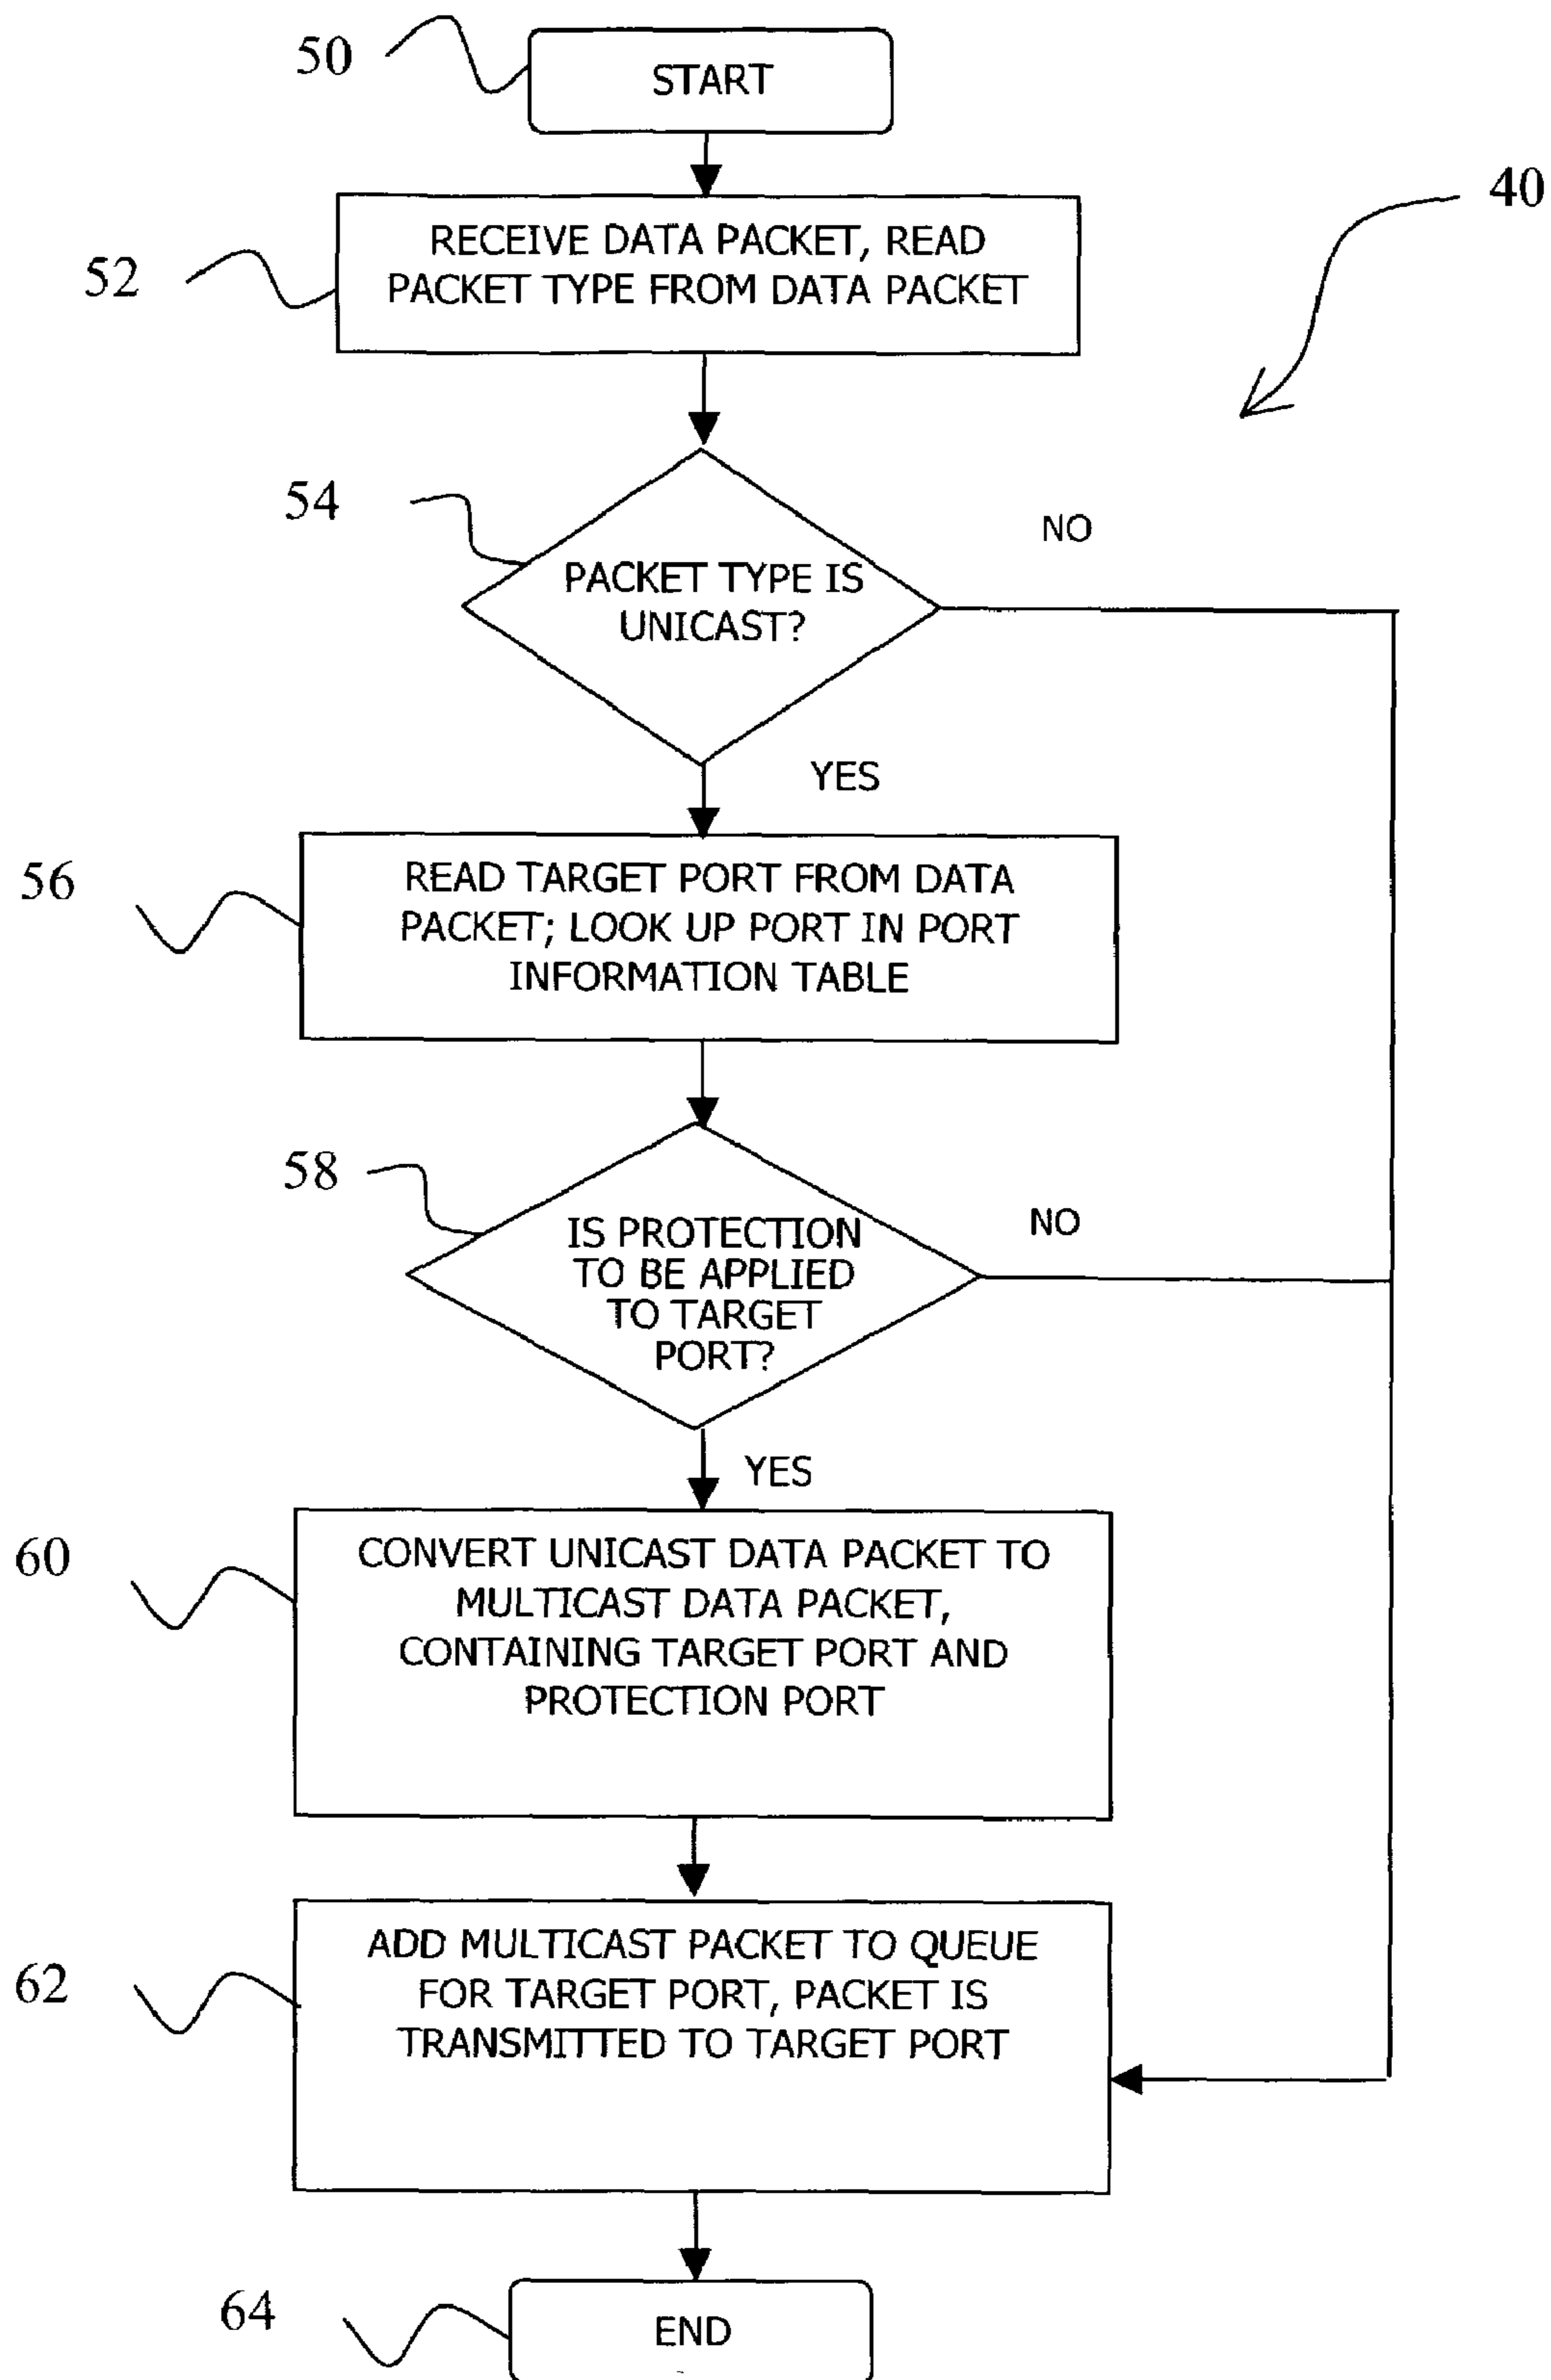 50
START
40
52
RECEIVE DATA PACKET, READ
PACKET TYPE FROM DATA PACKET
54
NO
PACKET TYPE IS
UNICAST?
YES
56
READ TARGET PORT FROM DATA
PACKET; LOOK UP PORT IN PORT
INFORMATION TABLE
58
NO
IS PROTECTION
TO BE APPLIED
TO TARGET
PORT?
YES
60
CONVERT UNICAST DATA PACKET TO
MULTICAST DATA PACKET,
CONTAINING TARGET PORT AND
PROTECTION PORT
62
ADD MULTICAST PACKET TO QUEUE
FOR TARGET PORT, PACKET IS
TRANSMITTED TO TARGET PORT
64
END